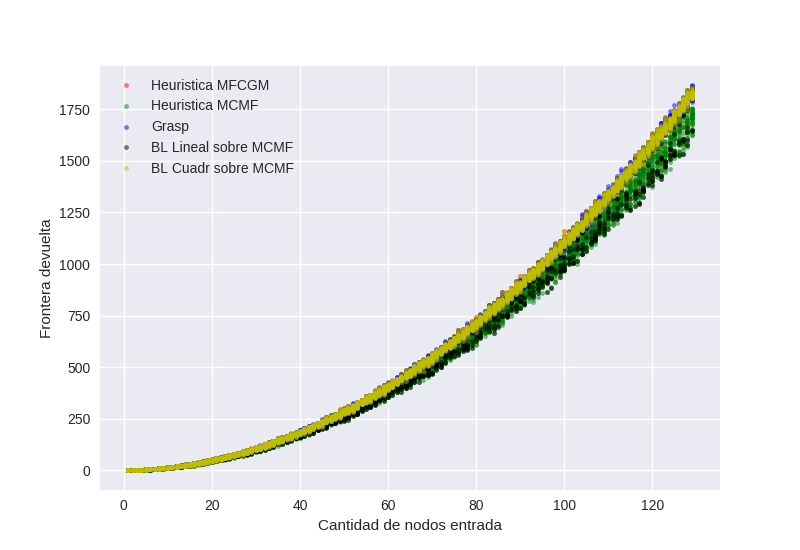 Heuristica MFCGM
Heuristica MCMF
Grasp
BL Lineal sobre MCMF
BL Cuadr sobre MCMF
1750
1500
1250
1000
750
500
250
0
Frontera devuelta
0 20 40 60 80 100 120
Cantidad de nodos entrada